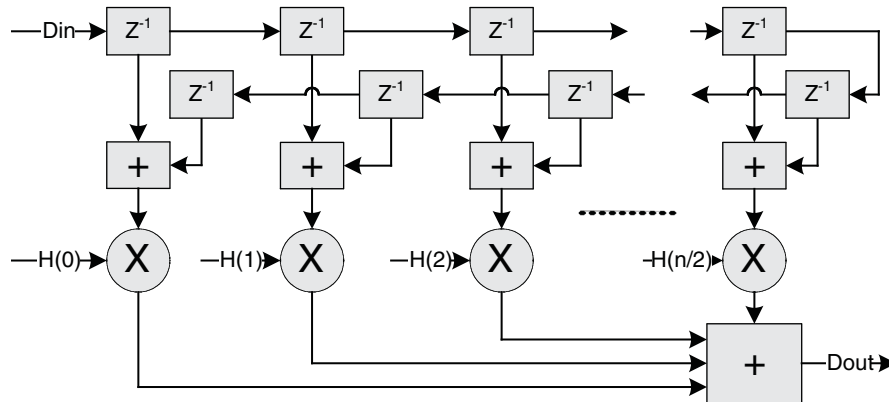 Din Z⁻¹ Z⁻¹ Z⁻¹ Z⁻¹
Z⁻¹ Z⁻¹ Z⁻¹ Z⁻¹
+ + + +
H(0) X H(1) X H(2) X H(n/2) X
+ Dout